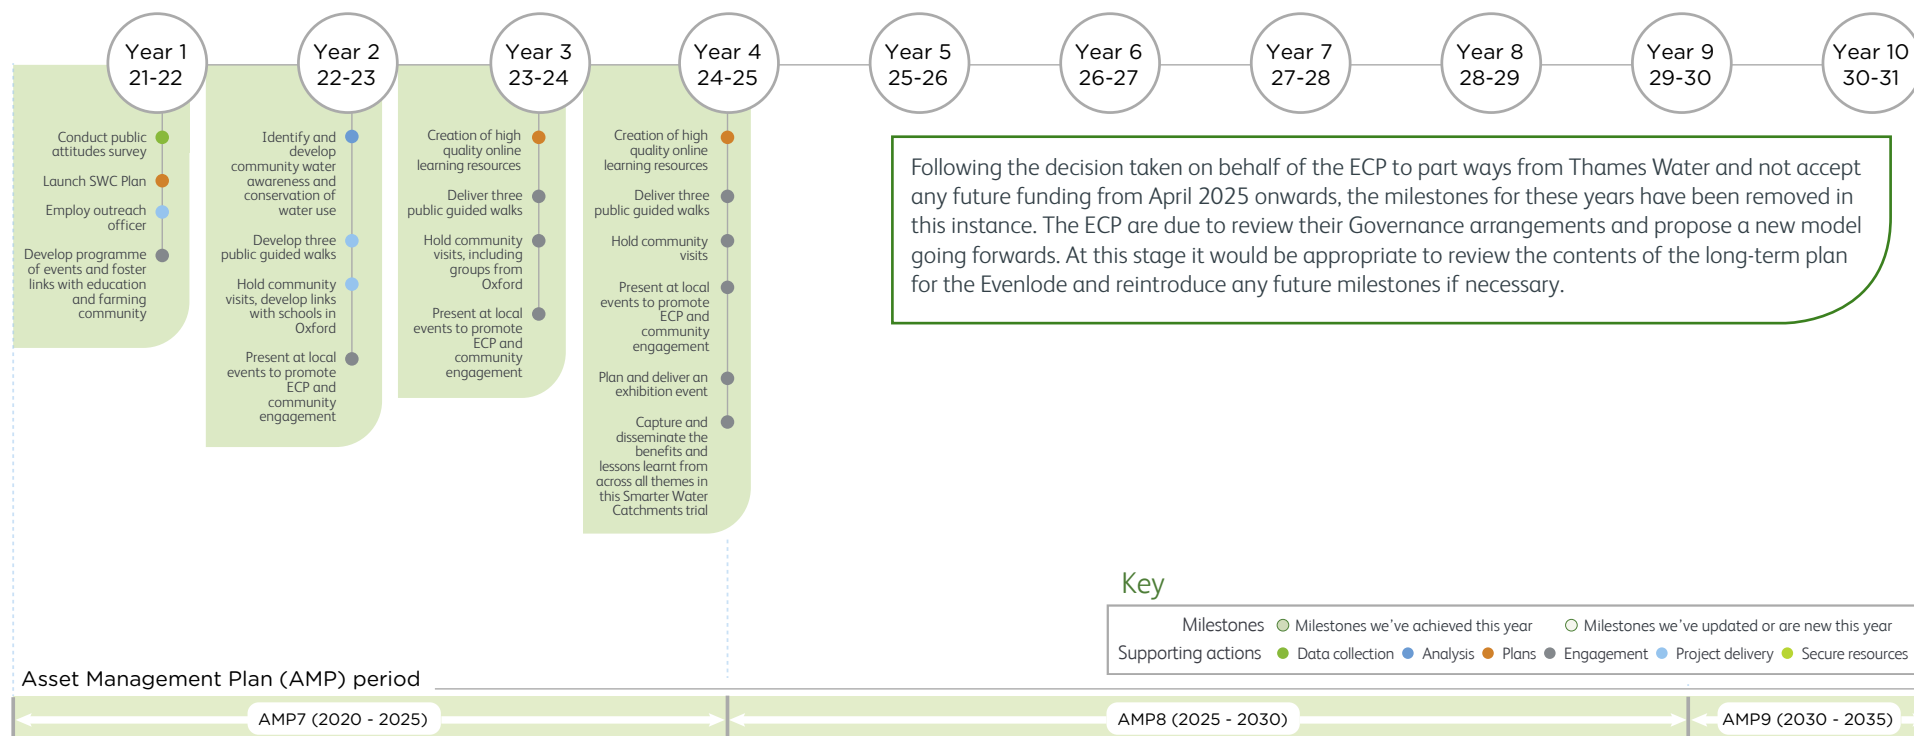 Year 1
21-22
Year 2
22-23
Year 3
23-24
Year 4
24-25
Year 5
25-26
Year 6
26-27
Year 7
27-28
Year 8
28-29
Year 9
29-30
Year 10
30-31
Conduct public
attitudes survey
Launch SWC Plan
Employ outreach
officer
Develop programme
of events and foster
links with education
and farming
community
Identify and
develop
community water
awareness and
conservation of
water use
Develop three
public guided walks
Hold community
visits, develop links
with schools in
Oxford
Present at local
events to promote
ECP and
community
engagement
Creation of high
quality online
learning resources
Deliver three
public guided walks
Hold community
visits, including
groups from
Oxford
Present at local
events to promote
ECP and
community
engagement
Creation of high
quality online
learning resources
Deliver three
public guided walks
Hold community
visits
Present at local
events to promote
ECP and
community
engagement
Plan and deliver an
exhibition event
Capture and
disseminate the
benefits and
lessons learnt from
across all themes in
this Smarter Water
Catchments trial
Following the decision taken on behalf of the ECP to part ways from Thames Water and not accept
any future funding from April 2025 onwards, the milestones for these years have been removed in
this instance. The ECP are due to review their Governance arrangements and propose a new model
going forwards. At this stage it would be appropriate to review the contents of the long-term plan
for the Evenlode and reintroduce any future milestones if necessary.
Key
Milestones Milestones we've achieved this year Milestones we've updated or are new this year
Supporting actions Data collection Analysis Plans Engagement Project delivery Secure resources
Asset Management Plan (AMP) period
AMP7 (2020 - 2025)
AMP8 (2025 - 2030)
AMP9 (2030 - 2035)